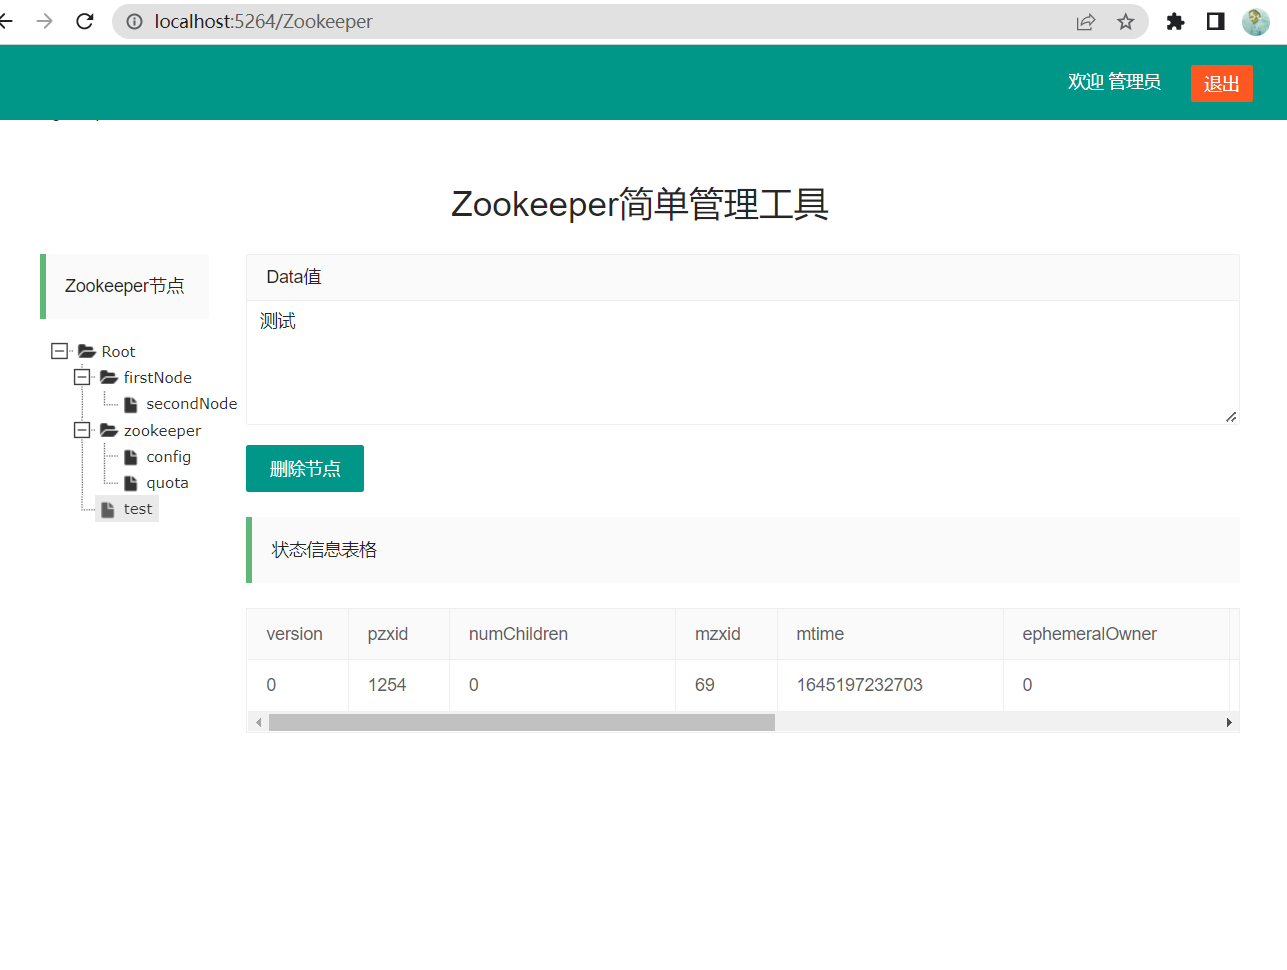 localhost:5264/Zookeeper
欢迎 管理员
退出
Zookeeper简单管理工具
Zookeeper节点
Root
firstNode
secondNode
zookeeper
config
quota
test
Data值
测试
删除节点
状态信息表格
version pzxid numChildren mzxid mtime ephemeralOwner
0 1254 0 69 1645197232703 0